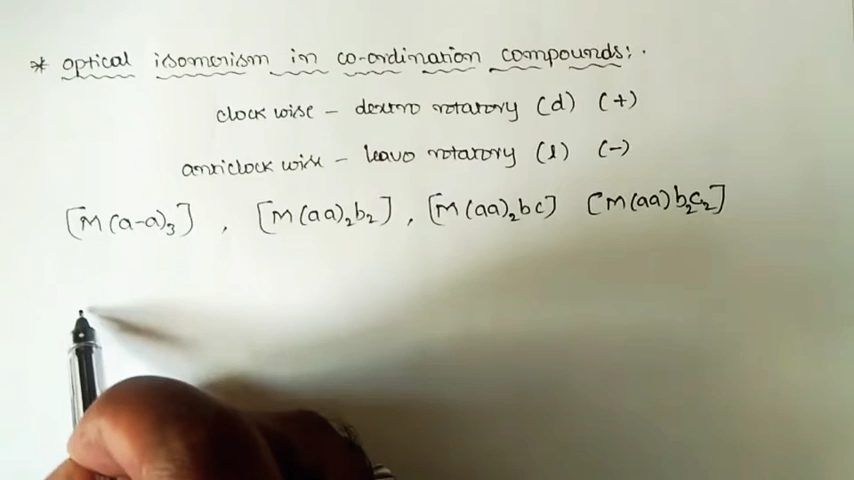 * optical isomerism in co-ordination compounds:.
clock wise - dextro rotatory (d) (+)
anticlock wise - leavo rotatory (l) (-)
[M(a-a)₃] , [M(aa)₂b₂] , [M(aa)₂bc] [M(aa)b₂c₂]